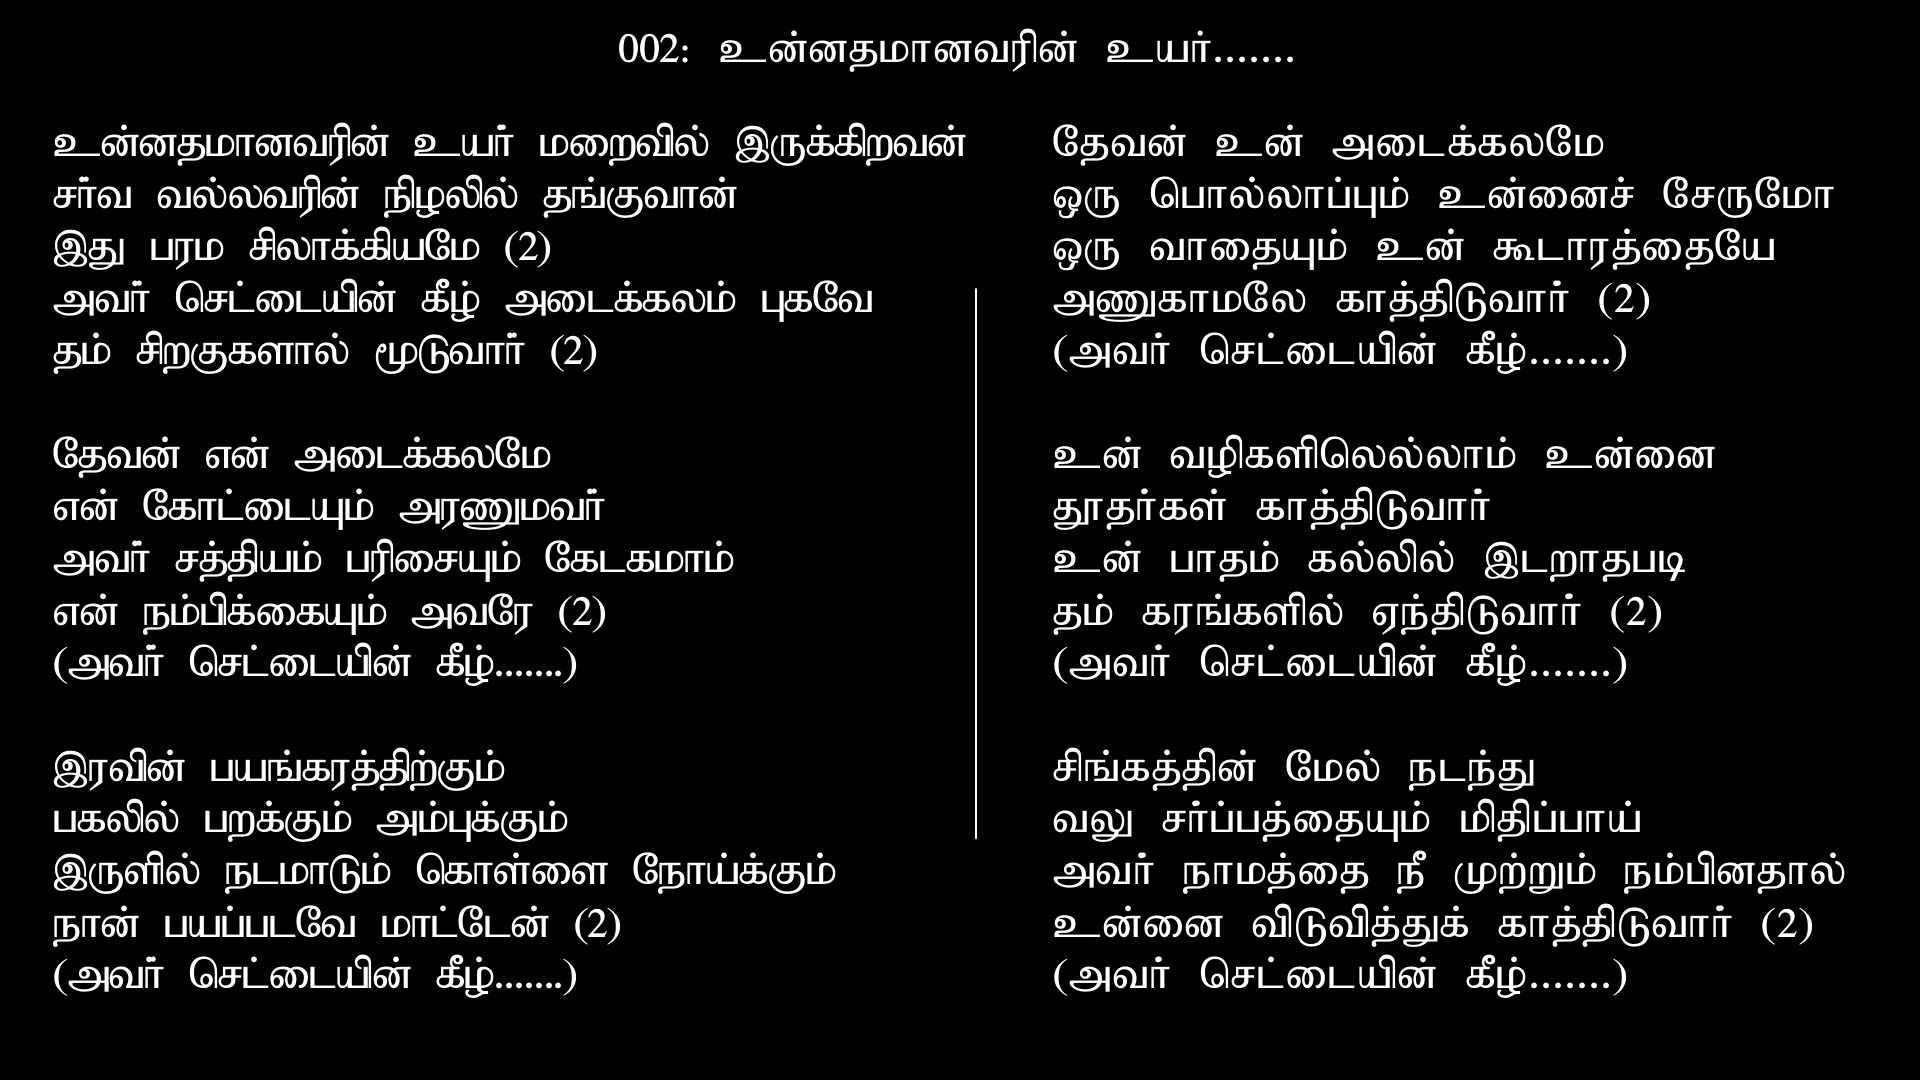 002: உன்னதமானவரின் உயர்.......
உன்னதமானவரின் உயர் மறைவில் இருக்கிறவன்
சர்வ வல்லவரின் நிழலில் தங்குவான்
இது பரம சிலாக்கியமே (2)
அவர் செட்டையின் கீழ் அடைக்கலம் புகவே
தம் சிறகுகளால் மூடுவார் (2)
தேவன் என் அடைக்கலமே
என் கோட்டையும் அரணுமவர்
அவர் சத்தியம் பரிசையும் கேடகமாம்
என் நம்பிக்கையும் அவரே (2)
(அவர் செட்டையின் கீழ்.......)
இரவின் பயங்கரத்திற்கும்
பகலில் பறக்கும் அம்புக்கும்
இருளில் நடமாடும் கொள்ளை நோய்க்கும்
நான் பயப்படவே மாட்டேன் (2)
(அவர் செட்டையின் கீழ்.......)
தேவன் உன் அடைக்கலமே
ஒரு பொல்லாப்பும் உன்னைச் சேருமோ
ஒரு வாதையும் உன் கூடாரத்தையே
அணுகாமலே காத்திடுவார் (2)
(அவர் செட்டையின் கீழ்.......)
உன் வழிகளிலெல்லாம் உன்னை
தூதர்கள் காத்திடுவார்
உன் பாதம் கல்லில் இடறாதபடி
தம் கரங்களில் ஏந்திடுவார் (2)
(அவர் செட்டையின் கீழ்.......)
சிங்கத்தின் மேல் நடந்து
வலு சர்ப்பத்தையும் மிதிப்பாய்
அவர் நாமத்தை நீ முற்றும் நம்பினதால்
உன்னை விடுவித்துக் காத்திடுவார் (2)
(அவர் செட்டையின் கீழ்.......)